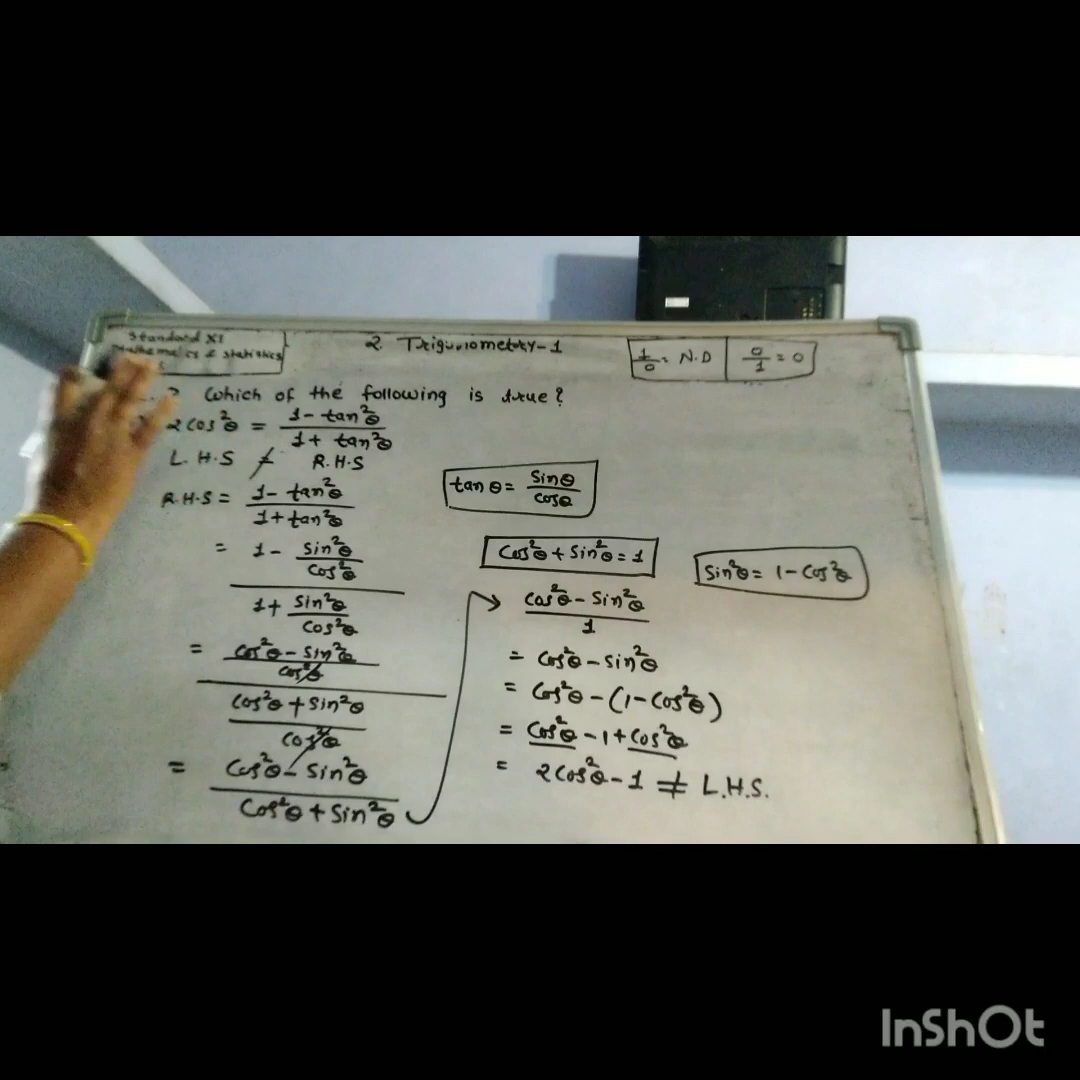 Standard XI
Mathematics & Statistics
2. Trigunometry-1
1/0 = N.D
0/1 = 0
? Which of the following is true?
2cos²θ = (1 - tan²θ)/(1 + tan²θ)
L.H.S ≠ R.H.S
R.H.S = (1 - tan²θ)/(1 + tan²θ)
= (1 - sin²θ/cos²θ)/(1 + sin²θ/cos²θ)
= ((cos²θ - sin²θ)/cos²θ)/((cos²θ + sin²θ)/cos²θ)
= (cos²θ - sin²θ)/(cos²θ + sin²θ)
tan θ = sinθ/cosθ
cos²θ + sin²θ = 1
sin²θ = 1 - cos²θ
(cos²θ - sin²θ)/1
= cos²θ - sin²θ
= cos²θ - (1 - cos²θ)
= cos²θ - 1 + cos²θ
= 2cos²θ - 1 ≠ L.H.S.
InShOt